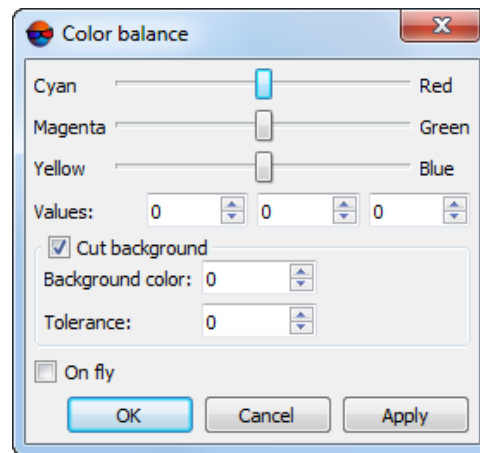 Color balance
Cyan Red
Magenta Green
Yellow Blue
Values: 0 0 0
Cut background
Background color: 0
Tolerance: 0
On fly
OK Cancel Apply